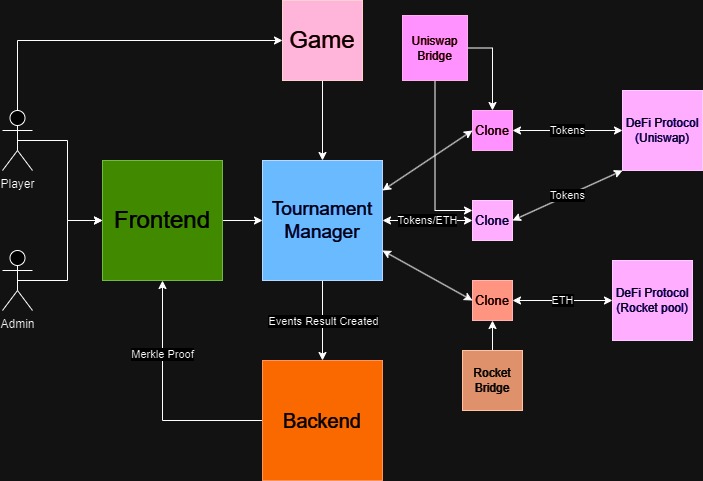 Game
Uniswap
Bridge
Clone
Tokens
DeFi Protocol
(Uniswap)
Player
Frontend
Tournament
Manager
Tokens/ETH
Clone
Tokens
Admin
Clone
ETH
DeFi Protocol
(Rocket pool)
Events Result Created
Merkle Proof
Rocket
Bridge
Backend